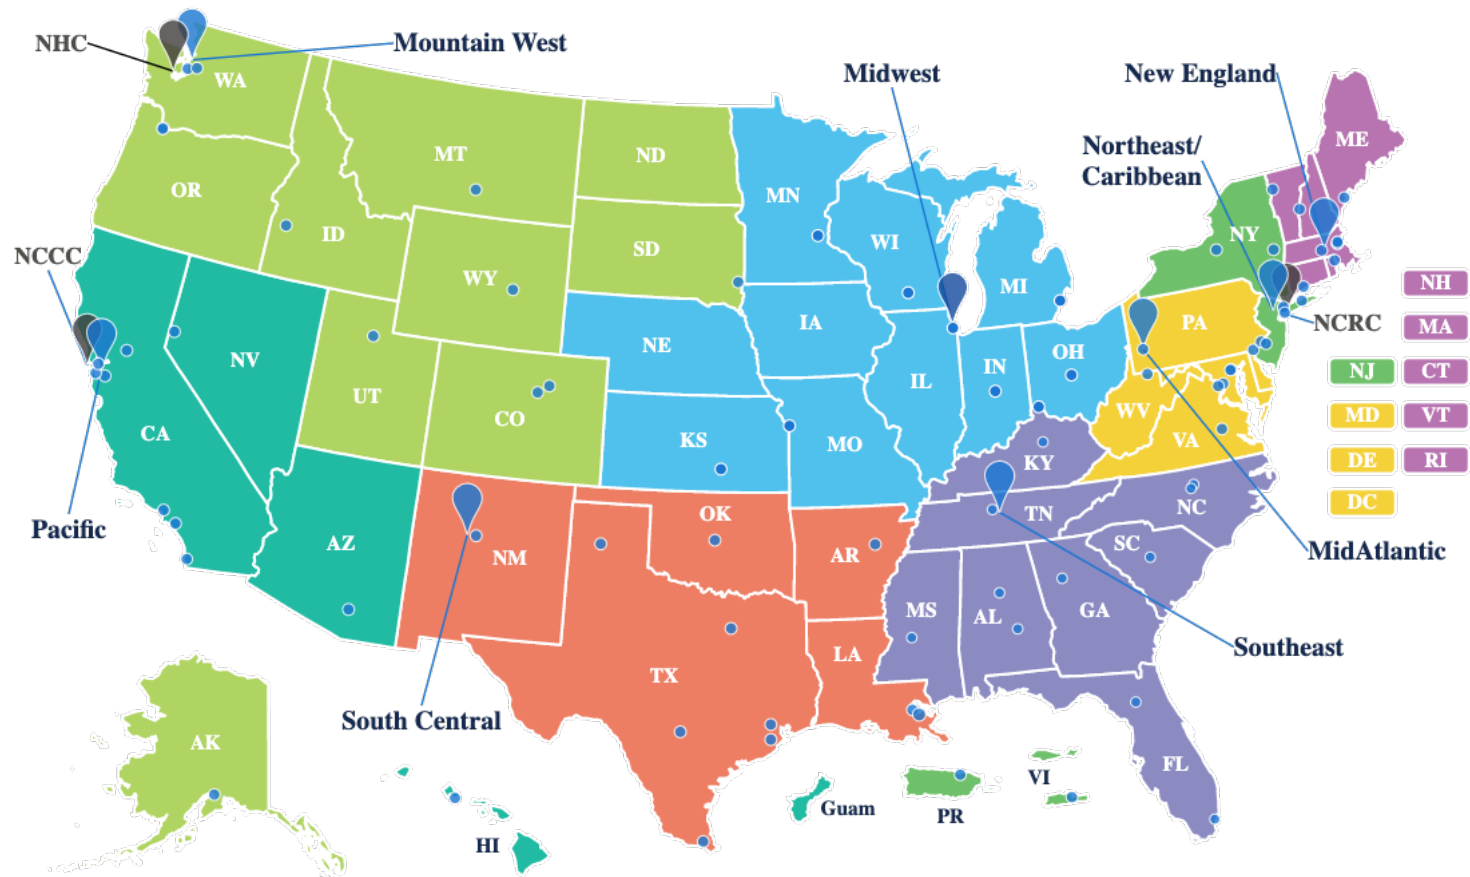 NHC
Mountain West
WA
Midwest
New England
Northeast/
Caribbean
ME
MT
ND
OR
MN
ID
SD
WI
NY
NCCC
WY
MI
NH
IA
PA
NCRC
MA
NE
OH
NV
IN
IL
NJ
CT
UT
CO
WV
MD
VT
CA
KS
MO
VA
KY
DE
RI
DC
NC
OK
TN
Pacific
AZ
SC
NM
AR
MidAtlantic
MS
AL
GA
Southeast
LA
TX
South Central
AK
FL
VI
Guam
PR
HI